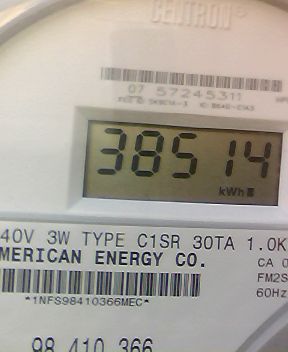 CENTRON®
07 57245311
38514
kWh
40V 3W TYPE C1SR 30TA 1.0K
MERICAN ENERGY CO.
CA 0
FM2S
60Hz
*1NFS98410366MEC*
98 410 366